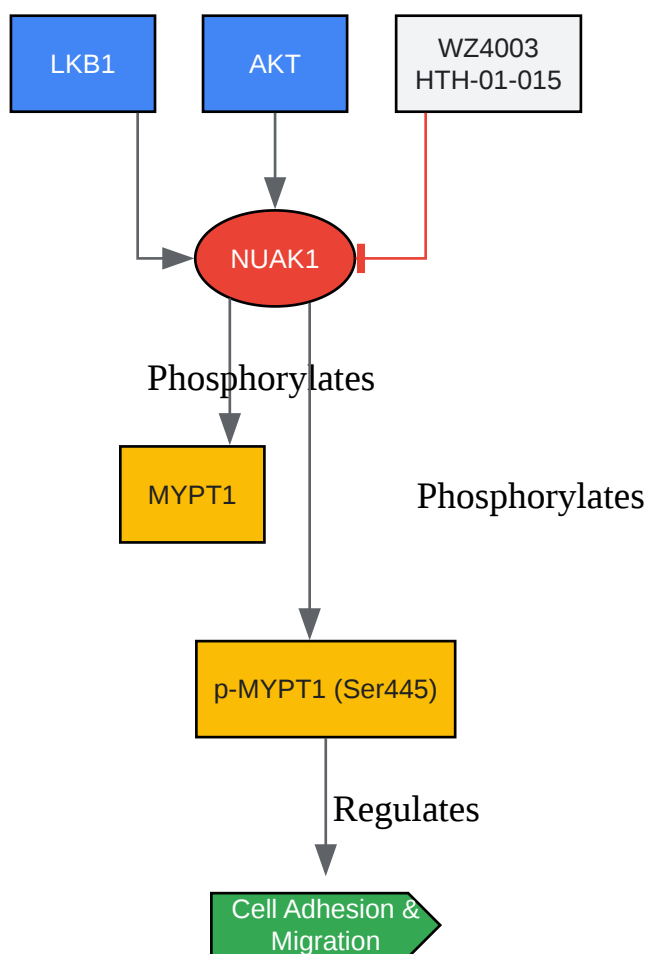 LKB1
AKT
WZ4003
HTH-01-015
NUAK1
Phosphorylates
MYPT1
Phosphorylates
p-MYPT1 (Ser445)
Regulates
Cell Adhesion &
Migration